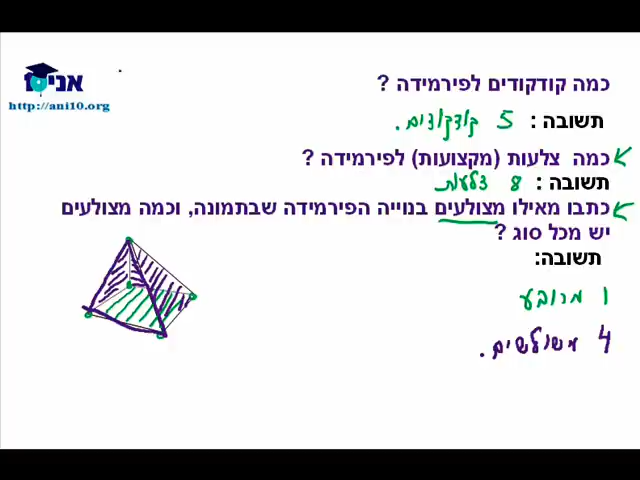 אני10
http://ani10.org
כמה קודקודים לפירמידה ?
תשובה : 5 קודקודים.
כמה צלעות (מקצועות) לפירמידה ?
תשובה : 8 צלעות
כתבו מאילו מצולעים בנוייה הפירמידה שבתמונה, וכמה מצולעים
יש מכל סוג ?
תשובה:
1 מרובע
4 משולשים.